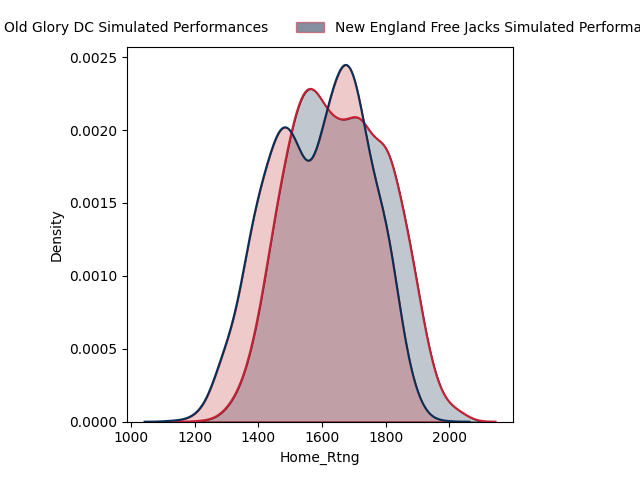 Old Glory DC Simulated Performances New England Free Jacks Simulated Performa
0.0025
0.0020
0.0015
0.0010
0.0005
0.0000
Density
1000 1200 1400 1600 1800 2000
Home_Rtng